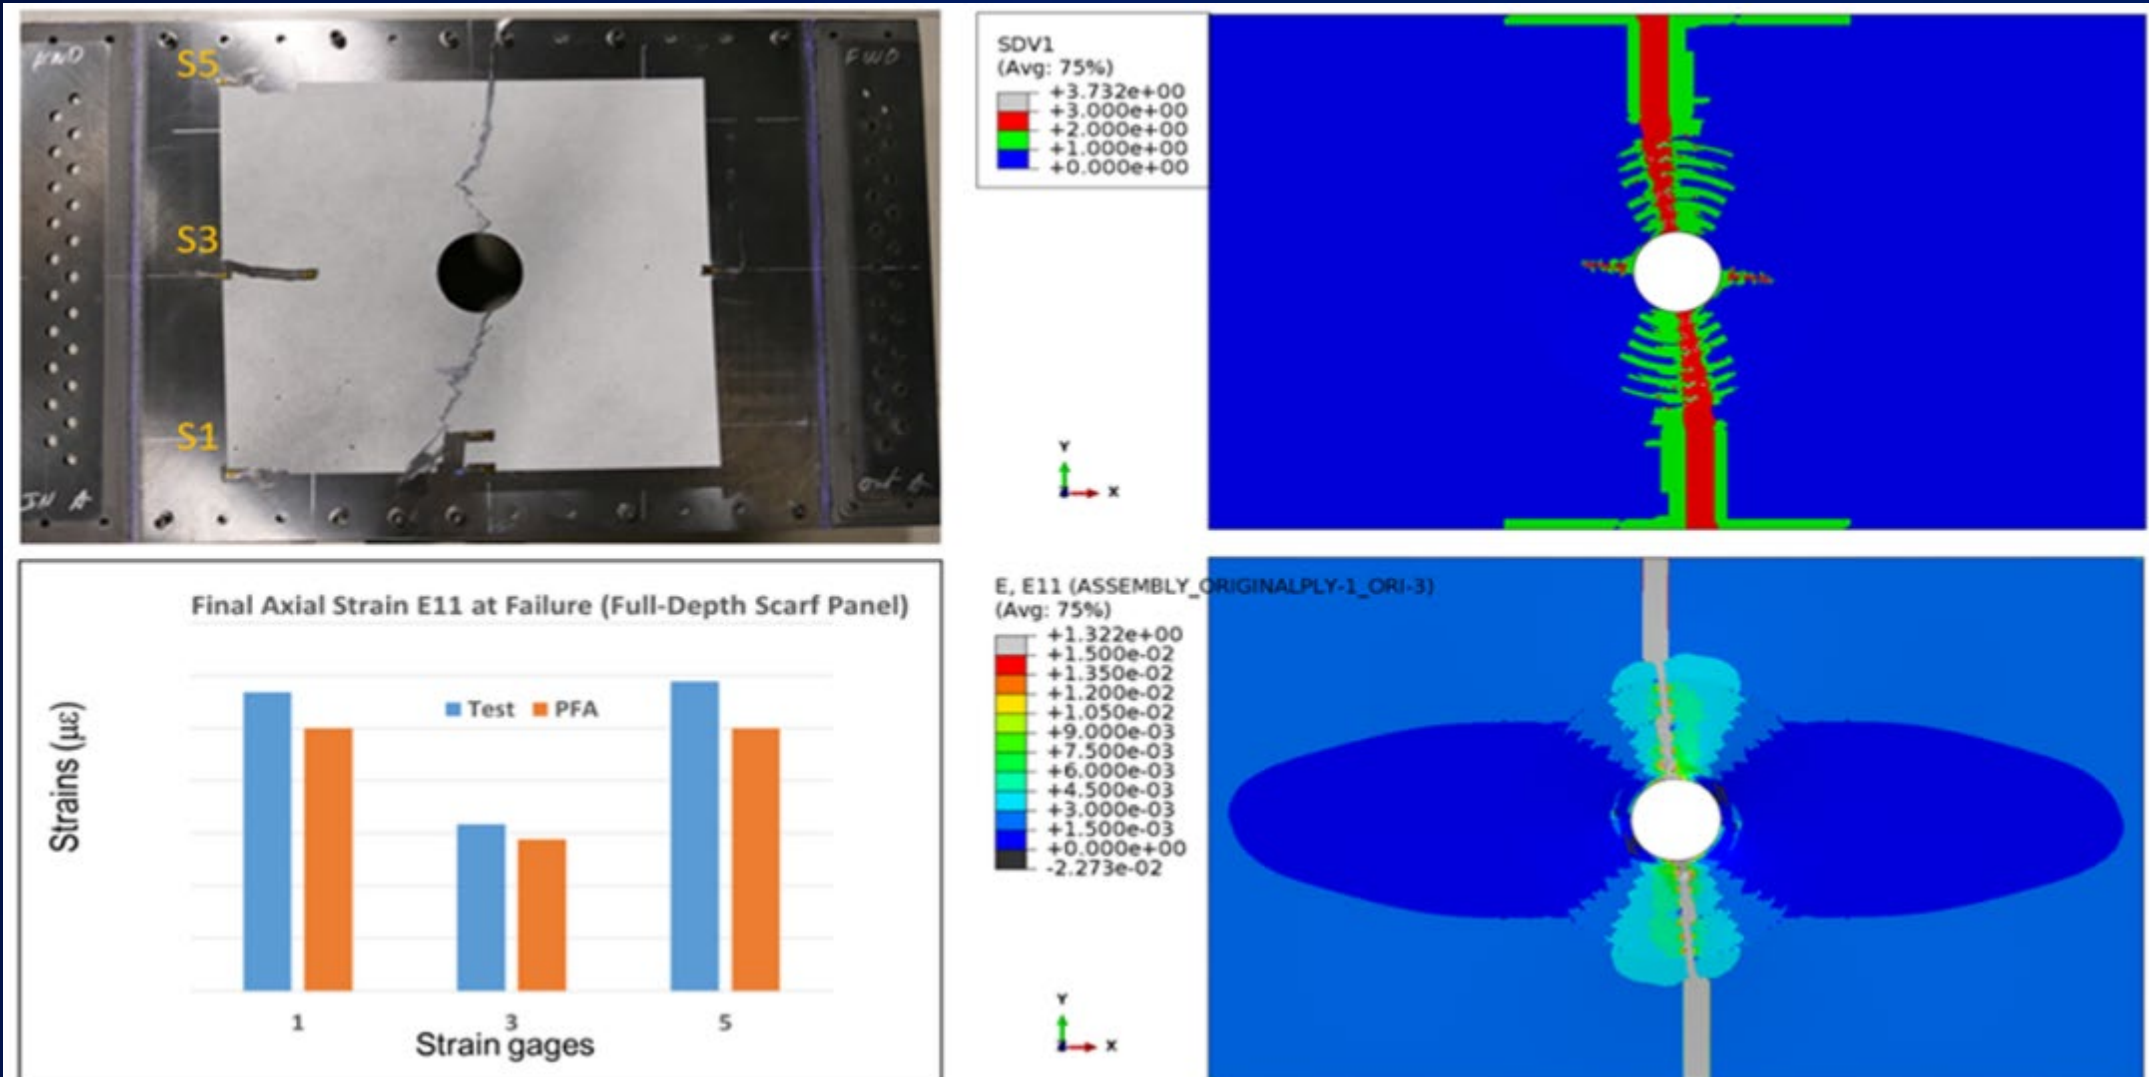 S5
S3
S1
FWD
IN A
out A
SDV1
(Avg: 75%)
+3.732e+00
+3.000e+00
+2.000e+00
+1.000e+00
+0.000e+00
Y
X
Final Axial Strain E11 at Failure (Full-Depth Scarf Panel)
Strains (με)
Test
PFA
1
3
5
Strain gages
E, E11 (ASSEMBLY_ORIGINALPLY-1_ORI-3)
(Avg: 75%)
+1.322e+00
+1.500e-02
+1.350e-02
+1.200e-02
+1.050e-02
+9.000e-03
+7.500e-03
+6.000e-03
+4.500e-03
+3.000e-03
+1.500e-03
+0.000e+00
-2.273e-02
Y
X